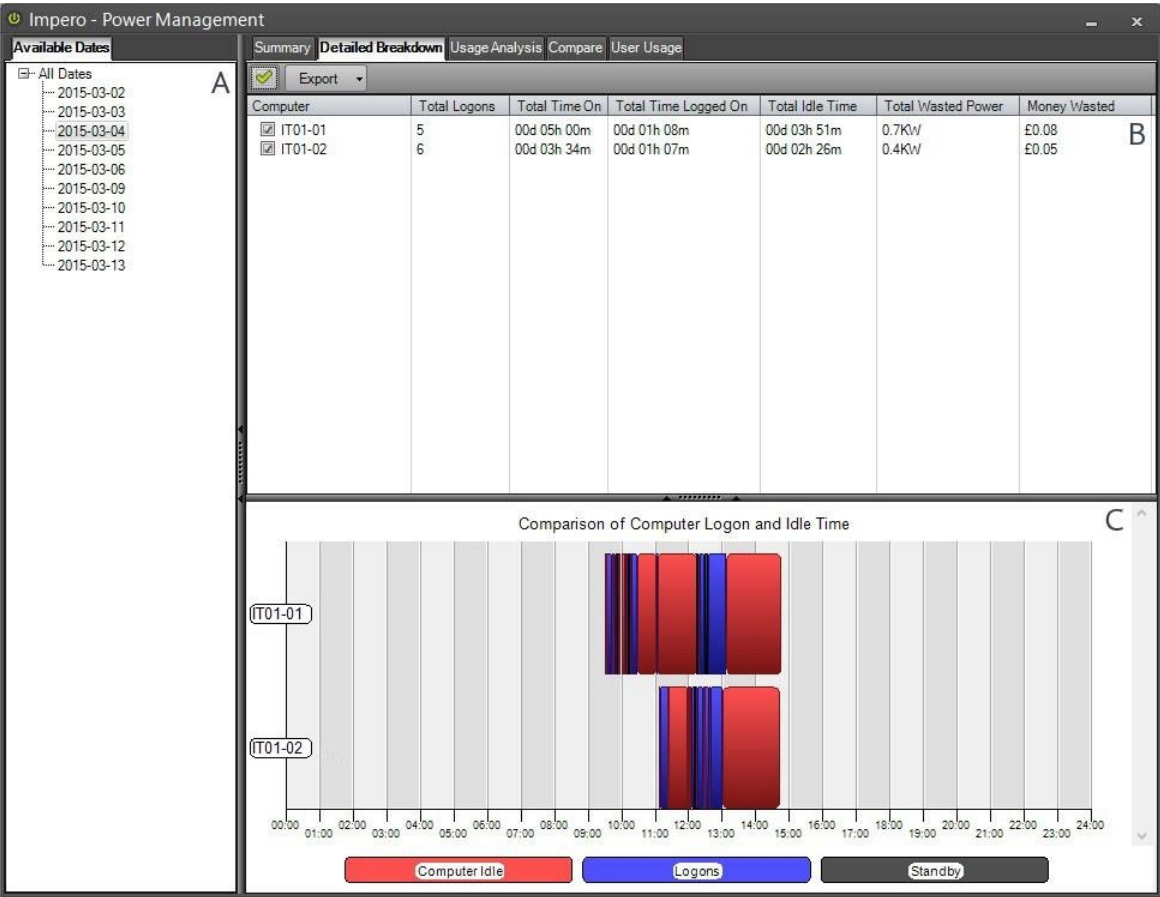 Impero - Power Management
Available Dates
All Dates
A
2015-03-02
2015-03-03
2015-03-04
2015-03-05
2015-03-06
2015-03-09
2015-03-10
2015-03-11
2015-03-12
2015-03-13
Summary Detailed Breakdown Usage Analysis Compare User Usage
Export
Computer Total Logons Total Time On Total Time Logged On Total Idle Time Total Wasted Power Money Wasted
IT01-01 5 00d 05h 00m 00d 01h 08m 00d 03h 51m 0.7KW £0.08
IT01-02 6 00d 03h 34m 00d 01h 07m 00d 02h 26m 0.4KW £0.05
B
Comparison of Computer Logon and Idle Time
C
IT01-01
IT01-02
00:00 01:00 02:00 03:00 04:00 05:00 06:00 07:00 08:00 09:00 10:00 11:00 12:00 13:00 14:00 15:00 16:00 17:00 18:00 19:00 20:00 21:00 22:00 23:00 24:00
Computer Idle Logons Standby